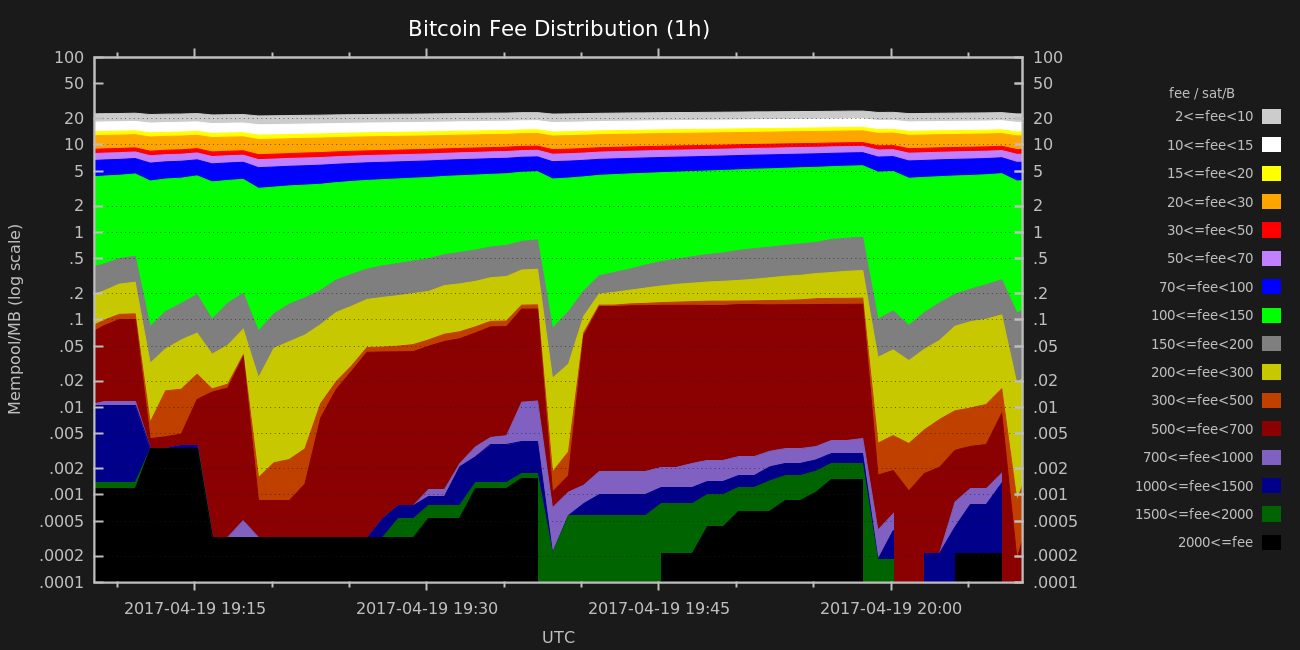 Bitcoin Fee Distribution (1h)
Mempool/MB (log scale)
100
50
20
10
5
2
1
.5
.2
.1
.05
.02
.01
.005
.002
.001
.0005
.0002
.0001
100
50
20
10
5
2
1
.5
.2
.1
.05
.02
.01
.005
.002
.001
.0005
.0002
.0001
2017-04-19 19:15 2017-04-19 19:30 2017-04-19 19:45 2017-04-19 20:00
UTC
fee / sat/B
2<=fee<10
10<=fee<15
15<=fee<20
20<=fee<30
30<=fee<50
50<=fee<70
70<=fee<100
100<=fee<150
150<=fee<200
200<=fee<300
300<=fee<500
500<=fee<700
700<=fee<1000
1000<=fee<1500
1500<=fee<2000
2000<=fee